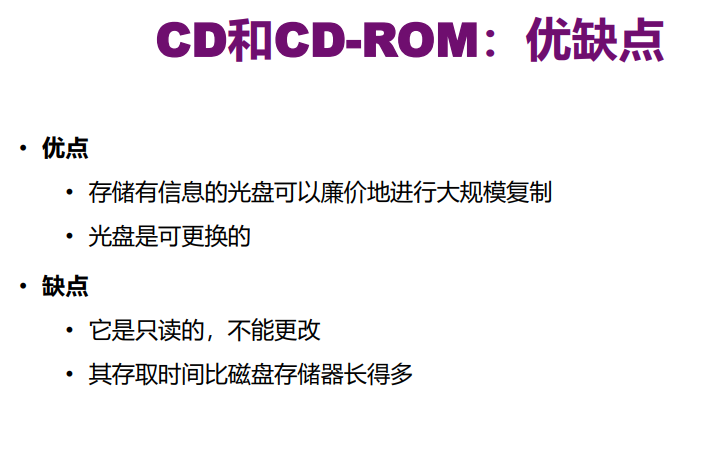 CD和CD-ROM：优缺点
• 优点
• 存储有信息的光盘可以廉价地进行大规模复制
• 光盘是可更换的
• 缺点
• 它是只读的，不能更改
• 其存取时间比磁盘存储器长得多